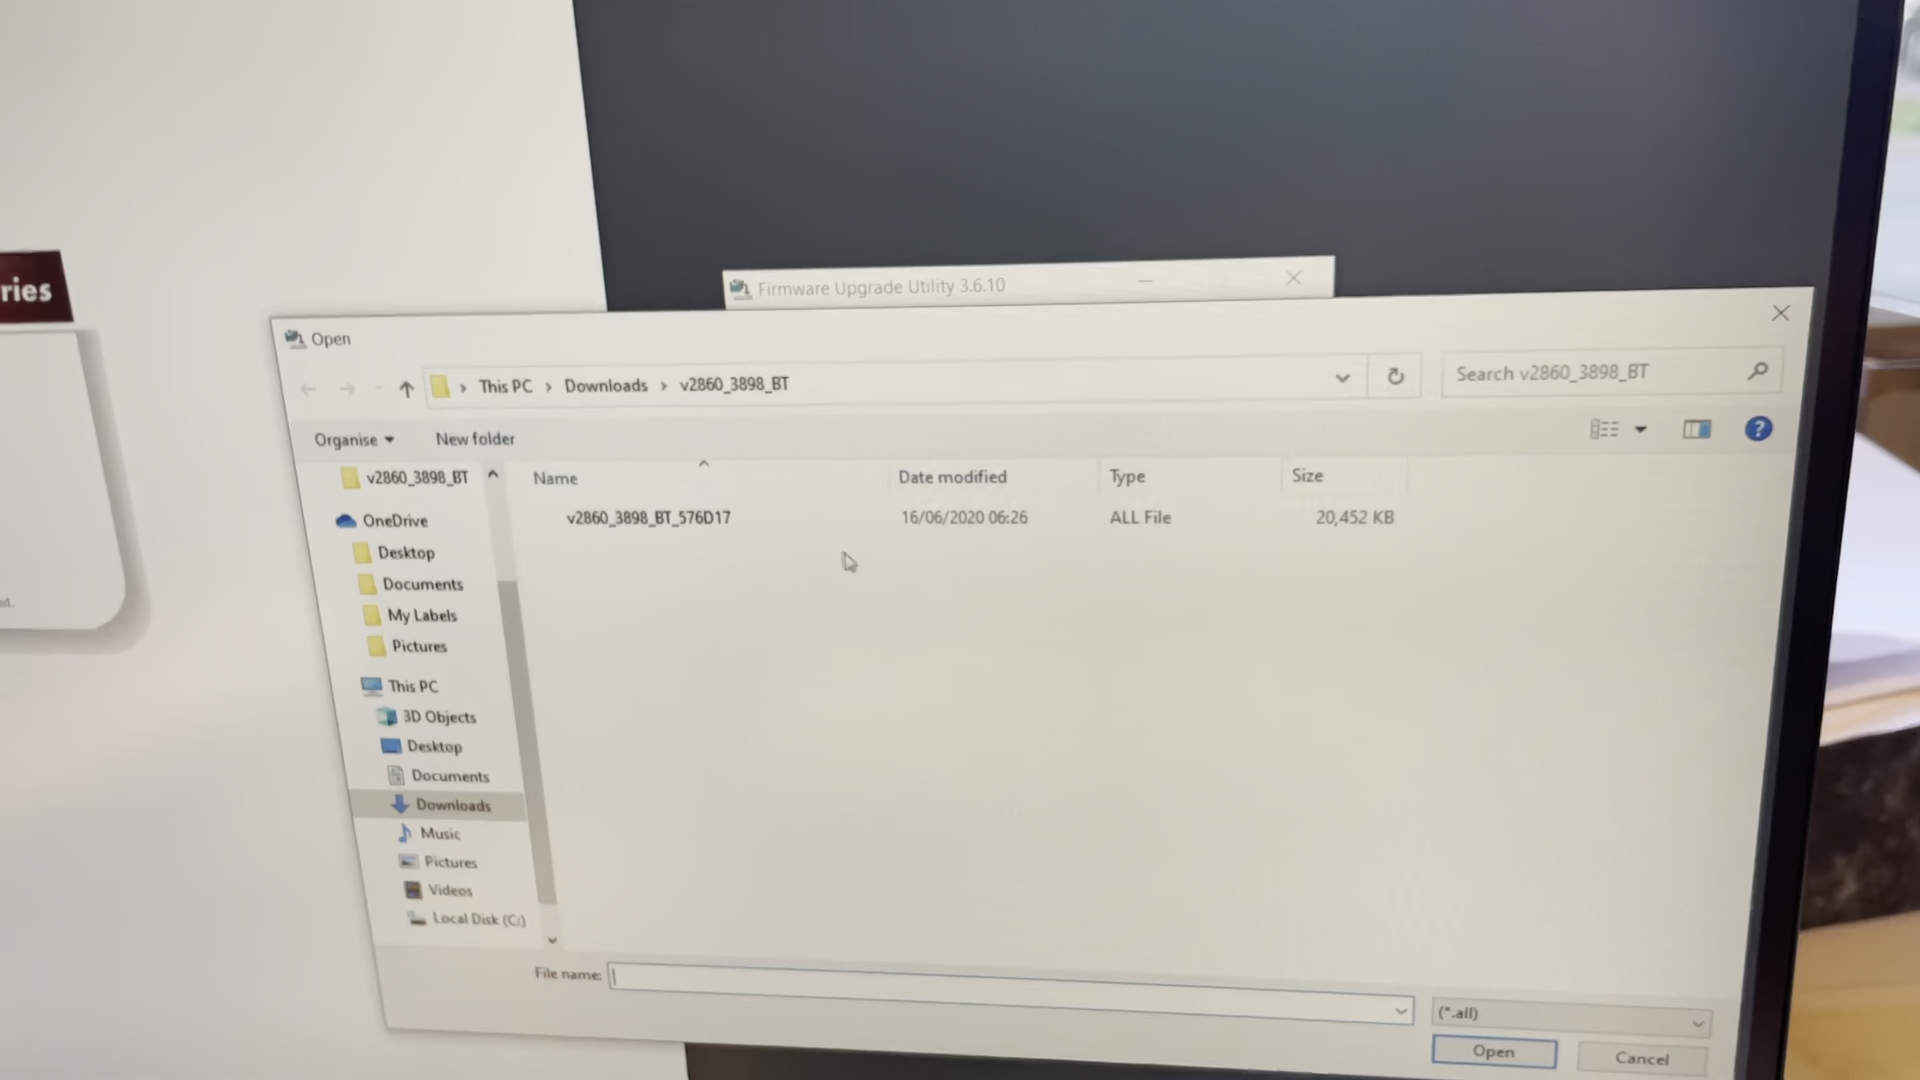 ries
ed.
Firmware Upgrade Utility 3.6.10
Open
This PC > Downloads > v2860_3898_BT
Search v2860_3898_BT
Organise
New folder
Name
Date modified
Type
Size
v2860_3898_BT_576D17
16/06/2020 06:26
ALL File
20,452 KB
v2860_3898_BT
OneDrive
Desktop
Documents
My Labels
Pictures
This PC
3D Objects
Desktop
Documents
Downloads
Music
Pictures
Videos
Local Disk (C:)
File name:
(*.all)
Open
Cancel